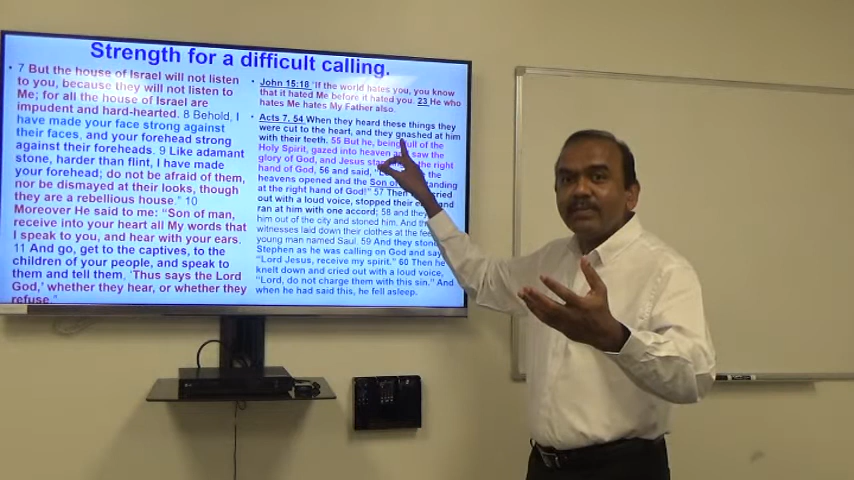 Strength for a difficult calling.
• 7 But the house of Israel will not listen
to you, because they will not listen to
Me; for all the house of Israel are
impudent and hard-hearted. 8 Behold, I
have made your face strong against
their faces, and your forehead strong
against their foreheads. 9 Like adamant
stone, harder than flint, I have made
your forehead; do not be afraid of them,
nor be dismayed at their looks, though
they are a rebellious house." 10
Moreover He said to me: "Son of man,
receive into your heart all My words that
I speak to you, and hear with your ears.
11 And go, get to the captives, to the
children of your people, and speak to
them and tell them, 'Thus says the Lord
God,' whether they hear, or whether they
refuse."
• John 15:18 "If the world hates you, you know
that it hated Me before it hated you. 23 He who
hates Me hates My Father also.
• Acts 7. 54 When they heard these things they
were cut to the heart, and they gnashed at him
with their teeth. 55 But he, being full of the
Holy Spirit, gazed into heaven and saw the
glory of God, and Jesus the right
hand of God, 56 and said, the
heavens opened and the Son of
at the right hand of God!" 57 Then cried
out with a loud voice, stopped their and
ran at him with one accord; 58 and they
him out of the city and stoned him. And the
witnesses laid down their clothes at the feet
young man named Saul. 59 And they stoned
Stephen as he was calling on God and
"Lord Jesus, receive my spirit." 60 Then he
knelt down and cried out with a loud voice,
"Lord, do not charge them with this sin." And
when he had said this, he fell asleep.